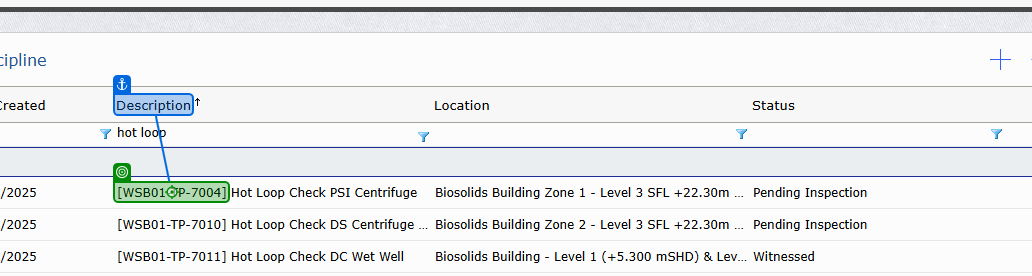 cipline
Created Description Location Status
hot loop
/2025 [WSB01-TP-7004] Hot Loop Check PSI Centrifuge Biosolids Building Zone 1 - Level 3 SFL +22.30m ... Pending Inspection
/2025 [WSB01-TP-7010] Hot Loop Check DS Centrifuge ... Biosolids Building Zone 2 - Level 3 SFL +22.30m ... Pending Inspection
/2025 [WSB01-TP-7011] Hot Loop Check DC Wet Well Biosolids Building - Level 1 (+5.300 mSHD) & Lev... Witnessed